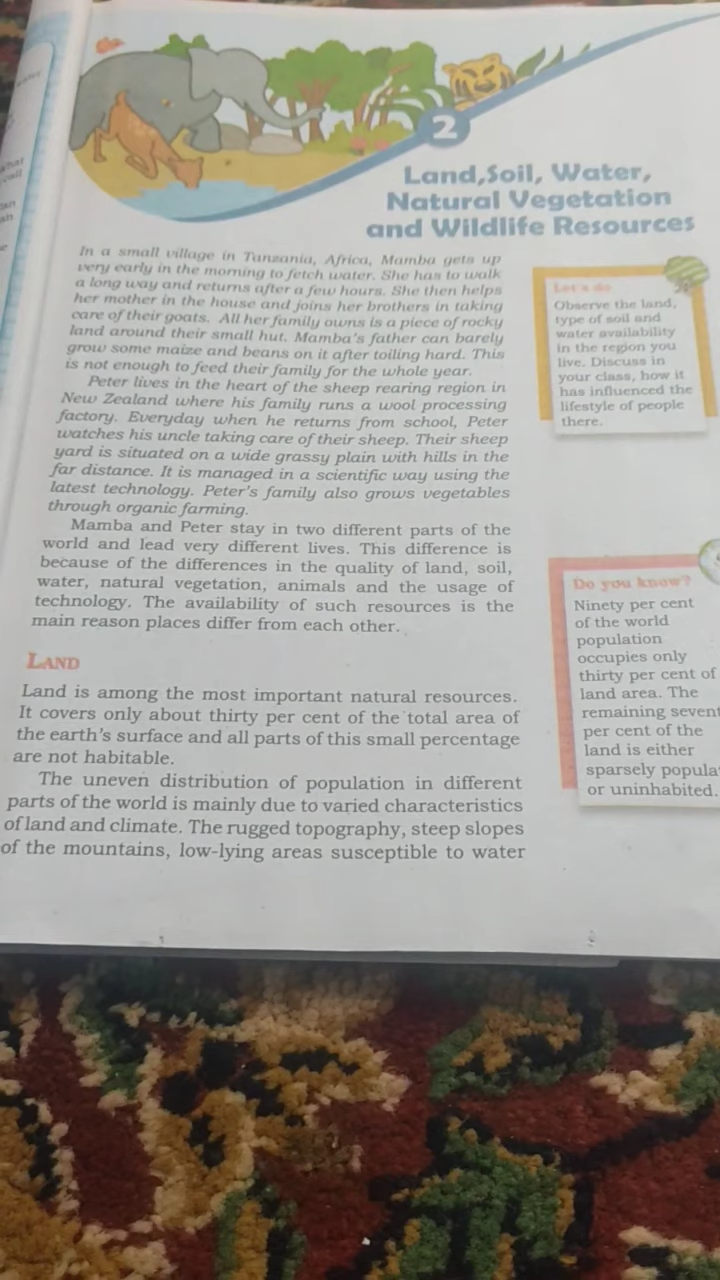 2
Land,Soil, Water,
Natural Vegetation
and Wildlife Resources
In a small village in Tanzania, Africa, Mamba gets up
very early in the morning to fetch water. She has to walk
a long way and returns after a few hours. She then helps
her mother in the house and joins her brothers in taking
care of their goats. All her family owns is a piece of rocky
land around their small hut. Mamba's father can barely
grow some maize and beans on it after toiling hard. This
is not enough to feed their family for the whole year.
Peter lives in the heart of the sheep rearing region in
New Zealand where his family runs a wool processing
factory. Everyday when he returns from school, Peter
watches his uncle taking care of their sheep. Their sheep
yard is situated on a wide grassy plain with hills in the
far distance. It is managed in a scientific way using the
latest technology. Peter's family also grows vegetables
through organic farming.
Mamba and Peter stay in two different parts of the
world and lead very different lives. This difference is
because of the differences in the quality of land, soil,
water, natural vegetation, animals and the usage of
technology. The availability of such resources is the
main reason places differ from each other.
LAND
Land is among the most important natural resources.
It covers only about thirty per cent of the total area of
the earth's surface and all parts of this small percentage
are not habitable.
The uneven distribution of population in different
parts of the world is mainly due to varied characteristics
of land and climate. The rugged topography, steep slopes
of the mountains, low-lying areas susceptible to water
Let's do
Observe the land,
type of soil and
water availability
in the region you
live. Discuss in
your class, how it
has influenced the
lifestyle of people
there.
Do you know?
Ninety per cent
of the world
population
occupies only
thirty per cent of
land area. The
remaining sevent
per cent of the
land is either
sparsely popula
or uninhabited.